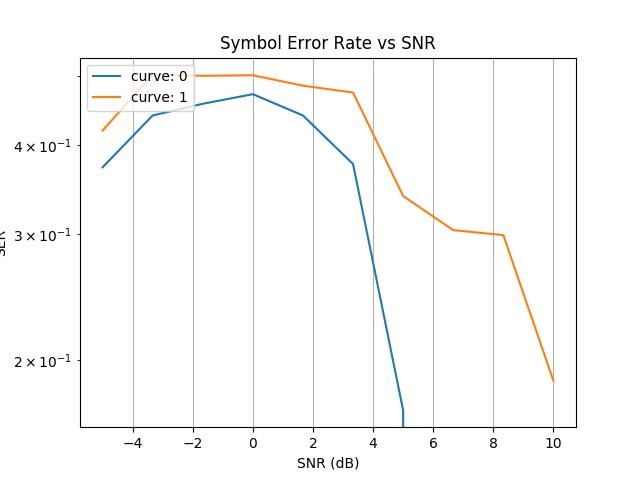 Symbol Error Rate vs SNR
curve: 0
curve: 1
4 × 10⁻¹
3 × 10⁻¹
2 × 10⁻¹
−4 −2 0 2 4 6 8 10
SNR (dB)